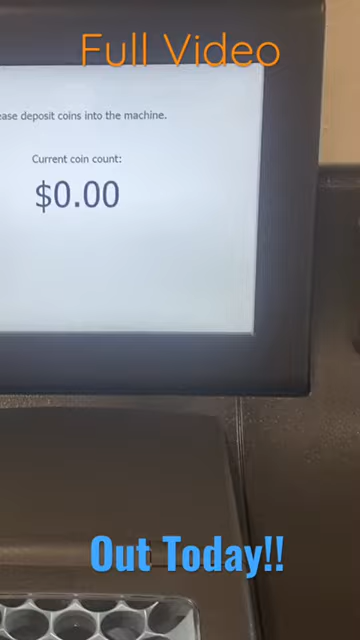 Full Video
ease deposit coins into the machine.
Current coin count:
$0.00
Out Today!!